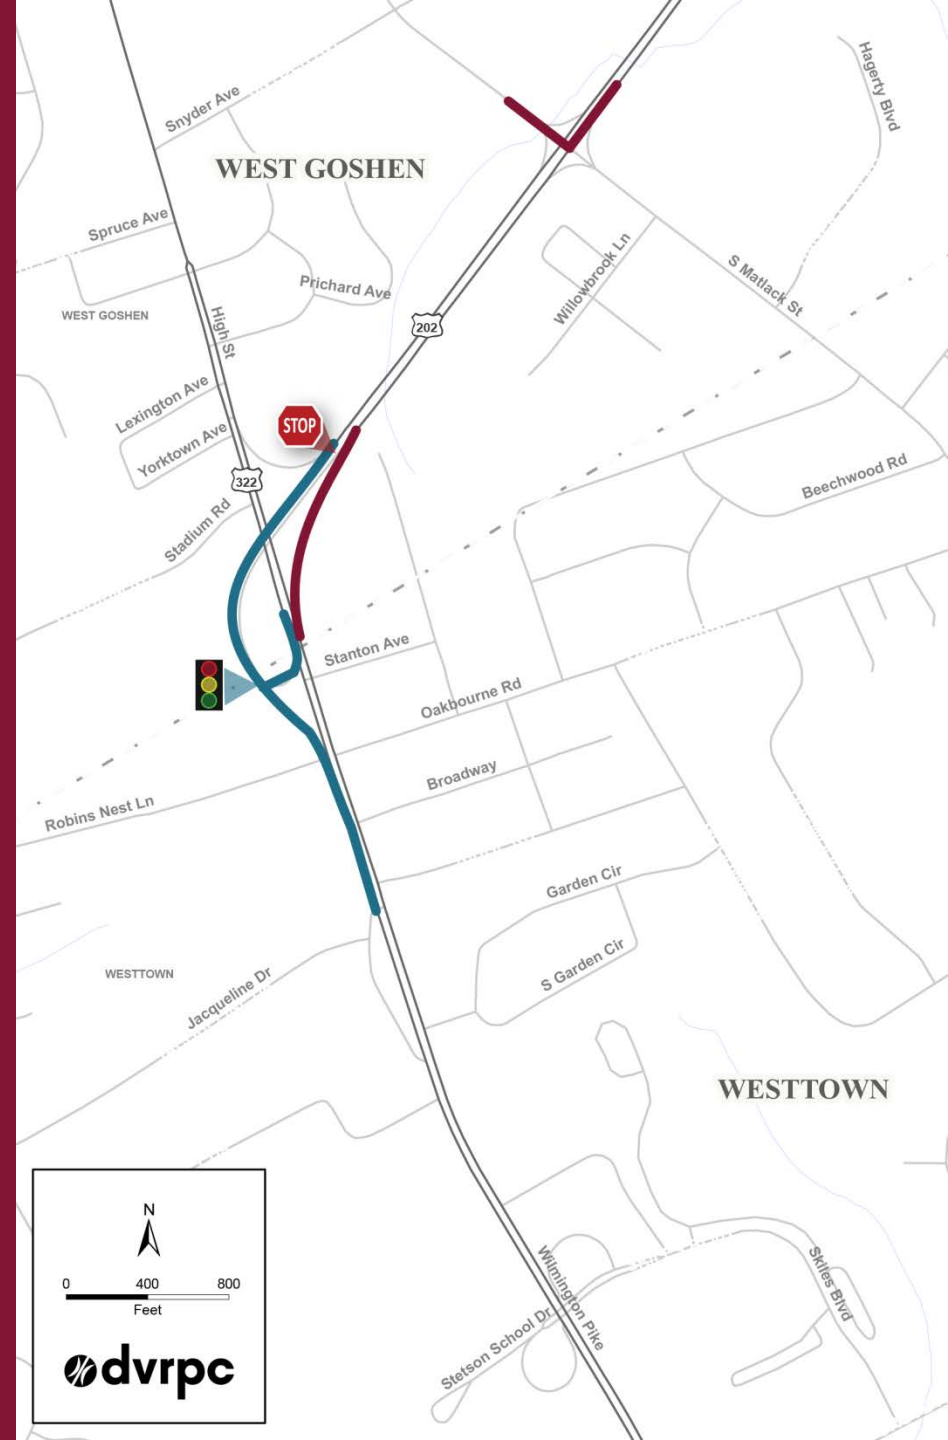 Snyder Ave
Hagerty Blvd
WEST GOSHEN
Spruce Ave
Willowbrook Ln
S Matlack St
Prichard Ave
WEST GOSHEN
High St
202
Lexington Ave
STOP
Yorktown Ave
322
Beechwood Rd
Stadium Rd
Stanton Ave
Oakbourne Rd
Broadway
Robins Nest Ln
Garden Cir
S Garden Cir
WESTTOWN
Jacqueline Dr
WESTTOWN
N
0 400 800
Feet
Wilmington Pike
Skiles Blvd
Stetson School Dr
dvrpc